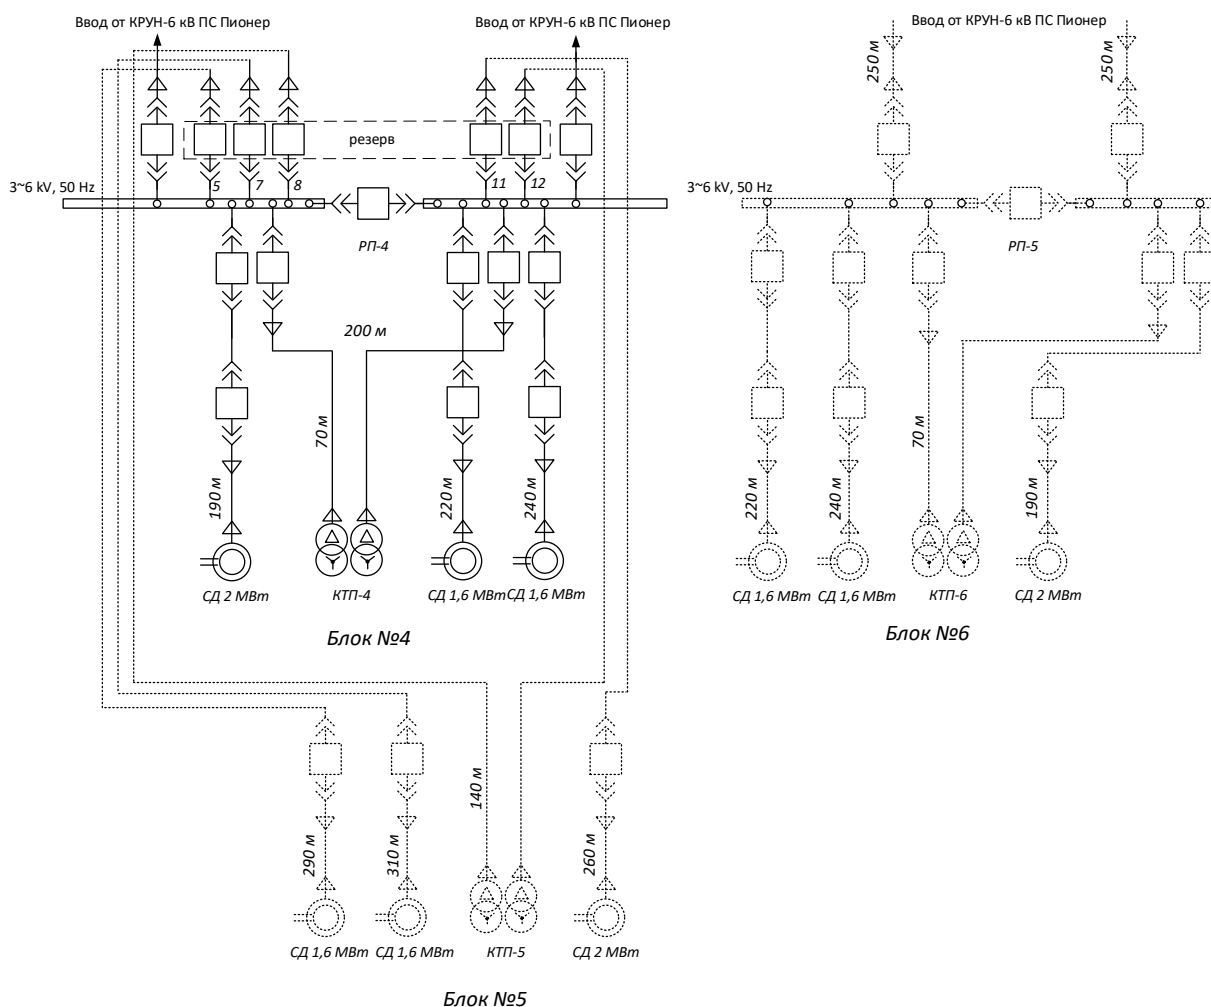 Ввод от КРУН-6 кВ ПС Пионер
Ввод от КРУН-6 кВ ПС Пионер
Ввод от КРУН-6 кВ ПС Пионер
250 м
250 м
резерв
3~6 kV, 50 Hz
5
7
8
11
12
3~6 kV, 50 Hz
РП-4
РП-5
200 м
70 м
70 м
190 м
220 м
240 м
220 м
240 м
190 м
СД 2 МВт
КТП-4
СД 1,6 МВт
СД 1,6 МВт
СД 1,6 МВт
СД 1,6 МВт
КТП-6
СД 2 МВт
Блок №4
Блок №6
140 м
290 м
310 м
260 м
СД 1,6 МВт
СД 1,6 МВт
КТП-5
СД 2 МВт
Блок №5